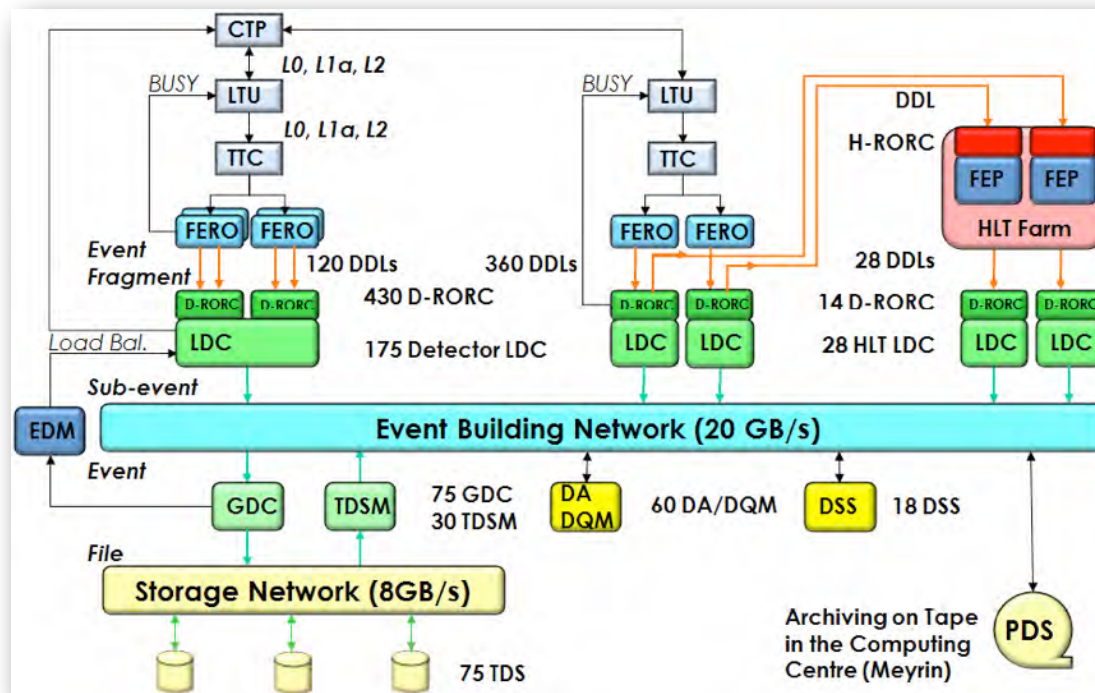 CTP
L0, L1a, L2
BUSY
LTU
BUSY
LTU
DDL
L0, L1a, L2
H-RORC
TTC
TTC
FEP
FEP
FERO
FERO
FERO
FERO
HLT Farm
Event
Fragment
120 DDLs
360 DDLs
28 DDLs
D-RORC
D-RORC
430 D-RORC
D-RORC
D-RORC
14 D-RORC
D-RORC
D-RORC
Load Bal.
LDC
175 Detector LDC
LDC
LDC
28 HLT LDC
LDC
LDC
Sub-event
EDM
Event Building Network (20 GB/s)
Event
GDC
TDSM
75 GDC
30 TDSM
DA
DQM
60 DA/DQM
DSS
18 DSS
File
Storage Network (8GB/s)
Archiving on Tape
in the Computing
Centre (Meyrin)
PDS
75 TDS